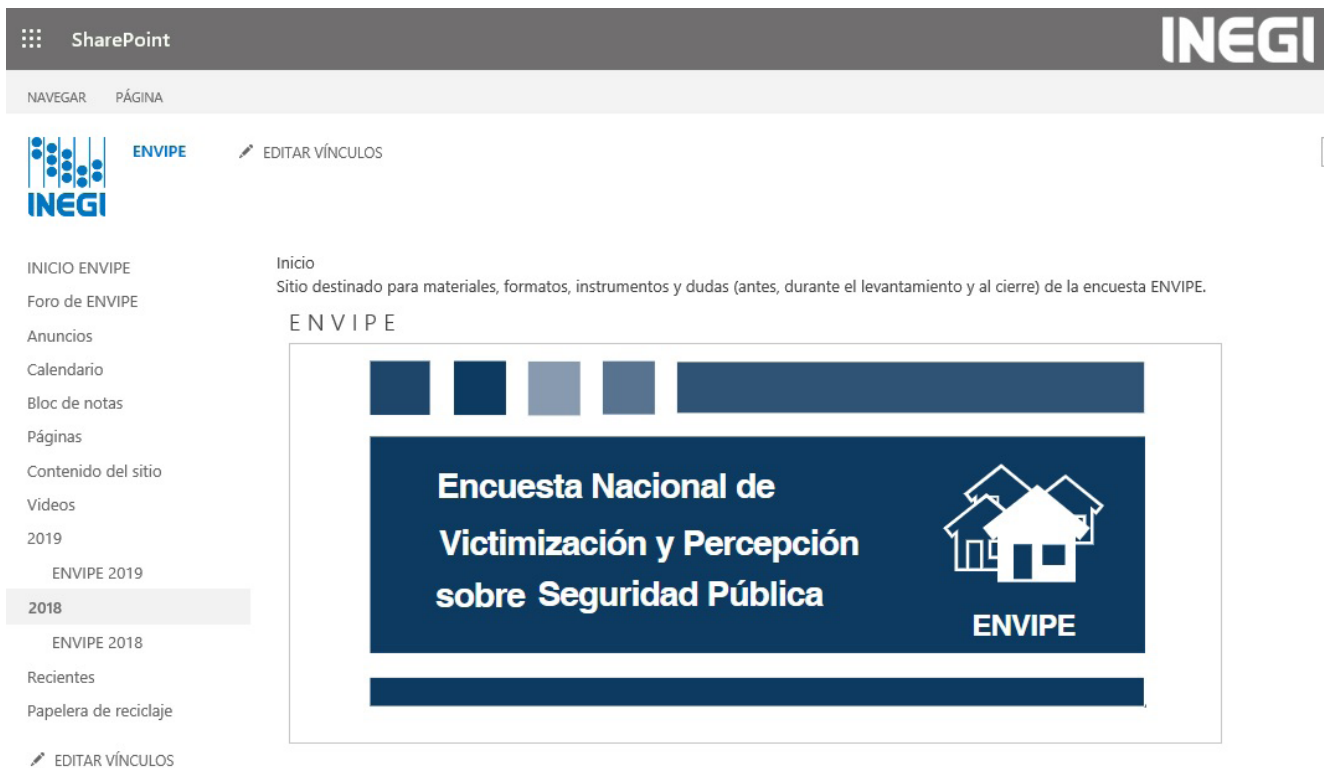 SharePoint
INEGI
NAVEGAR PÁGINA
ENVIPE EDITAR VÍNCULOS
INEGI
INICIO ENVIPE
Foro de ENVIPE
Anuncios
Calendario
Bloc de notas
Páginas
Contenido del sitio
Videos
2019
ENVIPE 2019
2018
ENVIPE 2018
Recientes
Papelera de reciclaje
EDITAR VÍNCULOS
Inicio
Sitio destinado para materiales, formatos, instrumentos y dudas (antes, durante el levantamiento y al cierre) de la encuesta ENVIPE.
ENVIPE
Encuesta Nacional de
Victimización y Percepción
sobre Seguridad Pública
ENVIPE